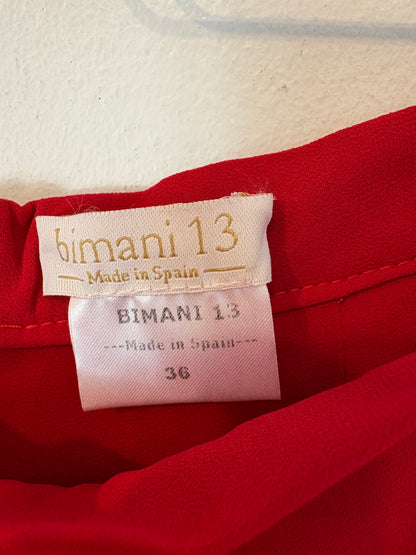 bimani 13
Made in Spain
BIMANI 13
---Made in Spain---
36